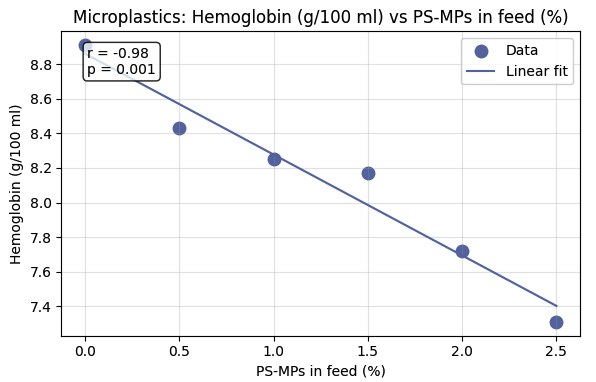 Microplastics: Hemoglobin (g/100 ml) vs PS-MPs in feed (%)
r = -0.98
p = 0.001
Data
Linear fit
Hemoglobin (g/100 ml)
8.8
8.6
8.4
8.2
8.0
7.8
7.6
7.4
0.0 0.5 1.0 1.5 2.0 2.5
PS-MPs in feed (%)